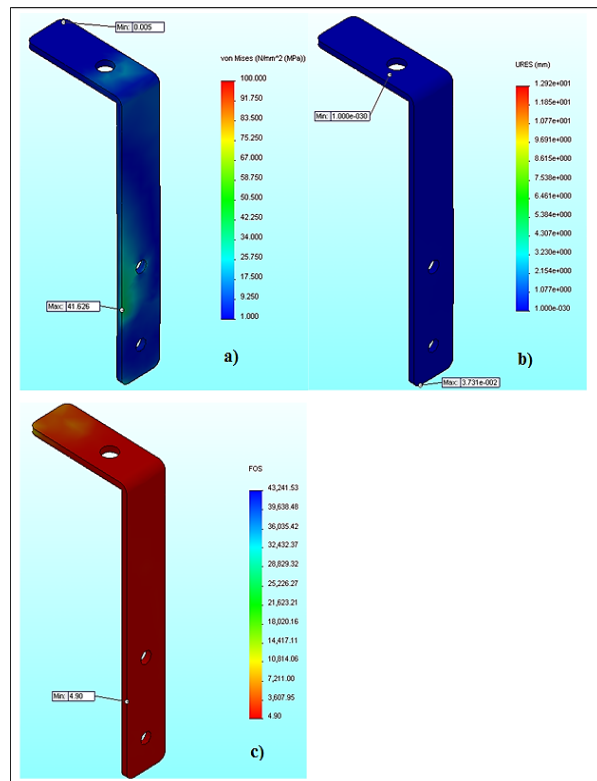 Min: 0.005
von Mises (N/mm^2 (MPa))
100.000
91.750
83.500
75.250
67.000
58.750
50.500
42.250
34.000
25.750
17.500
9.250
1.000
Max: 41.626
a)
URES (mm)
1.292e+001
1.185e+001
1.077e+001
9.691e+000
8.615e+000
7.538e+000
6.461e+000
5.384e+000
4.307e+000
3.230e+000
2.154e+000
1.077e+000
1.000e-030
Min: 1.000e-030
Max: 3.731e-002
b)
FOS
43,241.53
39,638.48
36,035.42
32,432.37
28,829.32
25,226.27
21,623.21
18,020.16
14,417.11
10,814.06
7,211.00
3,607.95
4.90
Min: 4.90
c)